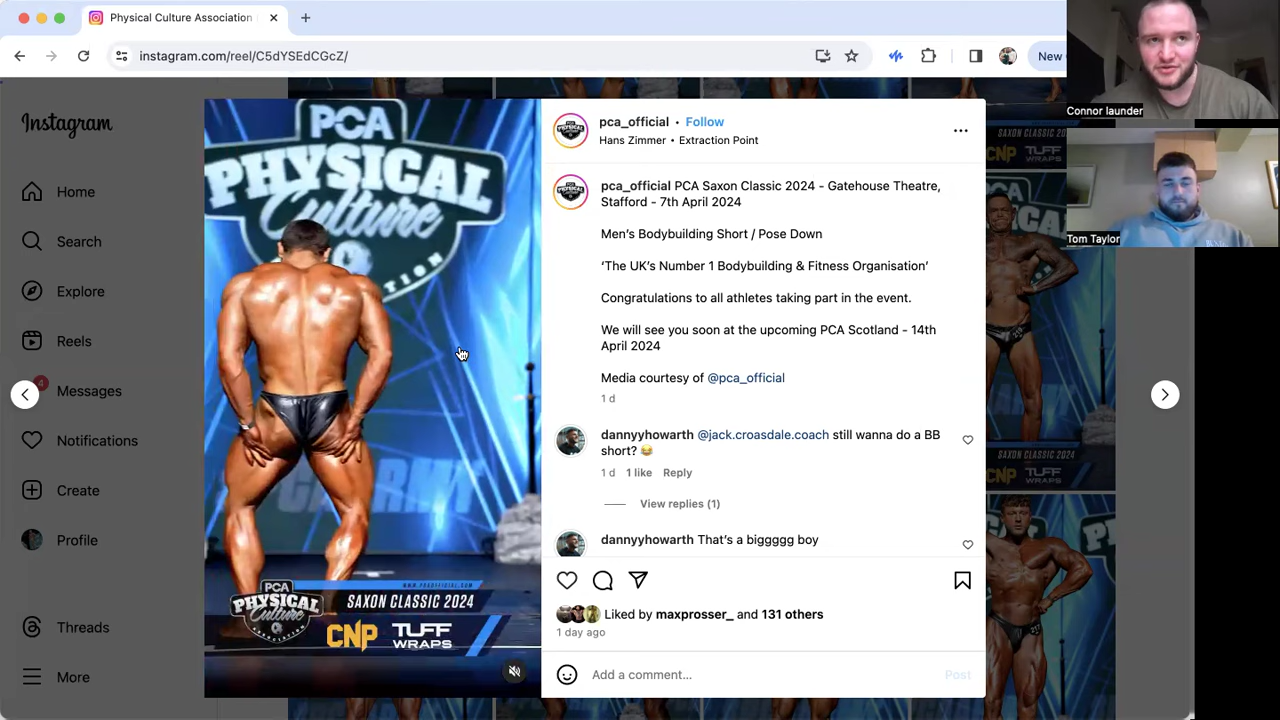 Physical Culture Association
instagram.com/reel/C5dYSEdCGcZ/
New
Connor launder
Tom Taylor
Instagram
Home
Search
Explore
Reels
4
Messages
Notifications
Create
Profile
Threads
More
PCA
PHYSICAL
Culture
PCA
PHYSICAL
Culture
ASSOCIATION
SAXON CLASSIC 2024
CNP TUFF
WRAPS
pca_official • Follow
Hans Zimmer • Extraction Point
pca_official PCA Saxon Classic 2024 - Gatehouse Theatre,
Stafford - 7th April 2024
Men's Bodybuilding Short / Pose Down
‘The UK’s Number 1 Bodybuilding & Fitness Organisation’
Congratulations to all athletes taking part in the event.
We will see you soon at the upcoming PCA Scotland - 14th
April 2024
Media courtesy of @pca_official
1 d
dannyyhowarth @jack.croasdale.coach still wanna do a BB
short? 😂
1 d 1 like Reply
View replies (1)
dannyyhowarth That's a biggggg boy
Liked by maxprosser_ and 131 others
1 day ago
Add a comment...
Post
SAXON CLASSIC 2024
CNP TUFF
WRAPS